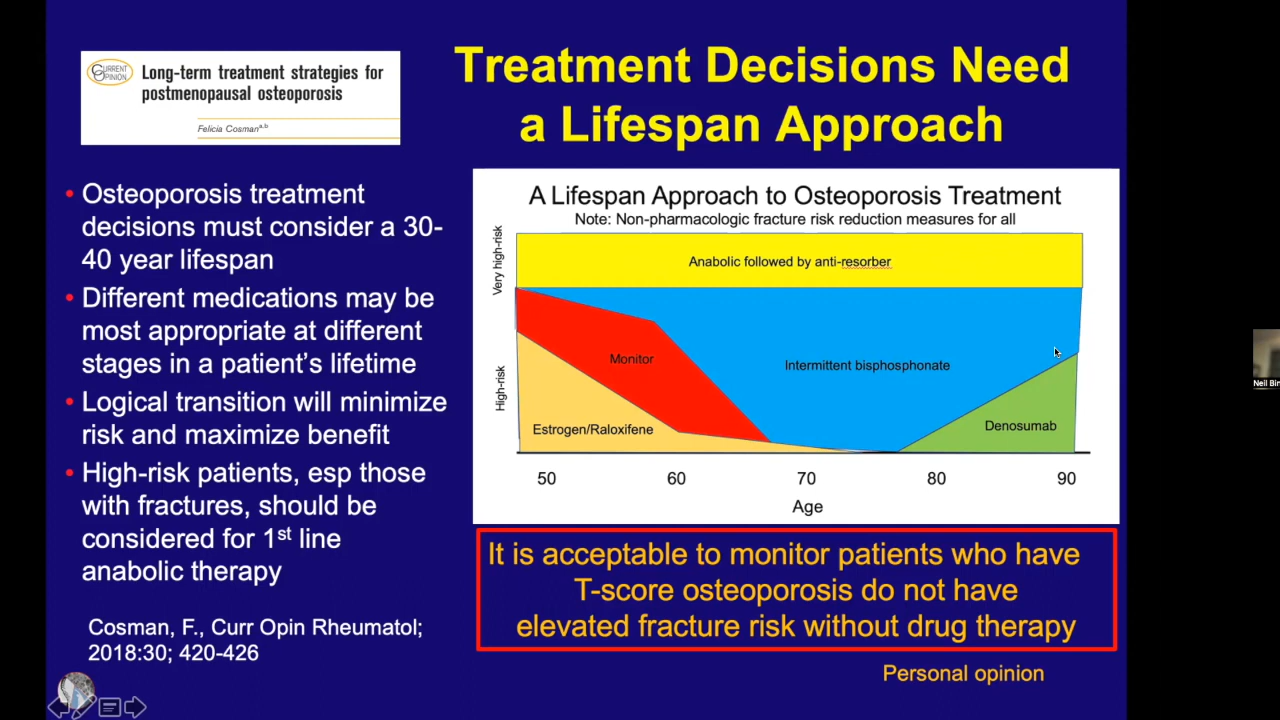 Treatment Decisions Need
a Lifespan Approach
CURRENT
OPINION
Long-term treatment strategies for
postmenopausal osteoporosis
Felicia Cosman^a,b
• Osteoporosis treatment
decisions must consider a 30-
40 year lifespan
• Different medications may be
most appropriate at different
stages in a patient's lifetime
• Logical transition will minimize
risk and maximize benefit
• High-risk patients, esp those
with fractures, should be
considered for 1st line
anabolic therapy
Cosman, F., Curr Opin Rheumatol;
2018:30; 420-426
A Lifespan Approach to Osteoporosis Treatment
Note: Non-pharmacologic fracture risk reduction measures for all
Very high-risk
High-risk
Anabolic followed by anti-resorber
Monitor
Intermittent bisphosphonate
Estrogen/Raloxifene
Denosumab
50 60 70 80 90
Age
It is acceptable to monitor patients who have
T-score osteoporosis do not have
elevated fracture risk without drug therapy
Personal opinion
Neil Bin